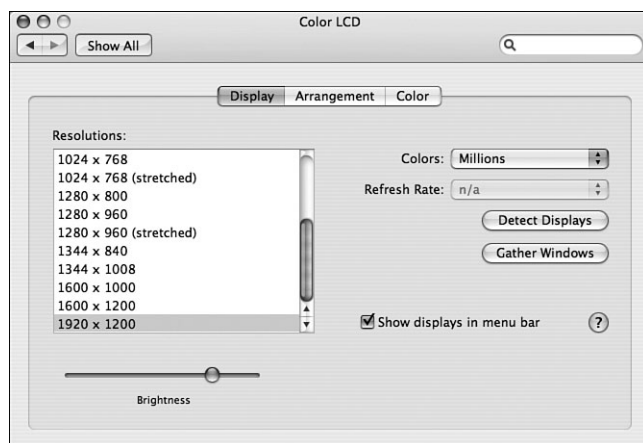 Color LCD
Show All
Display Arrangement Color
Resolutions:
1024 x 768
1024 x 768 (stretched)
1280 x 800
1280 x 960
1280 x 960 (stretched)
1344 x 840
1344 x 1008
1600 x 1000
1600 x 1200
1920 x 1200
Brightness
Colors: Millions
Refresh Rate: n/a
Detect Displays
Gather Windows
Show displays in menu bar ?